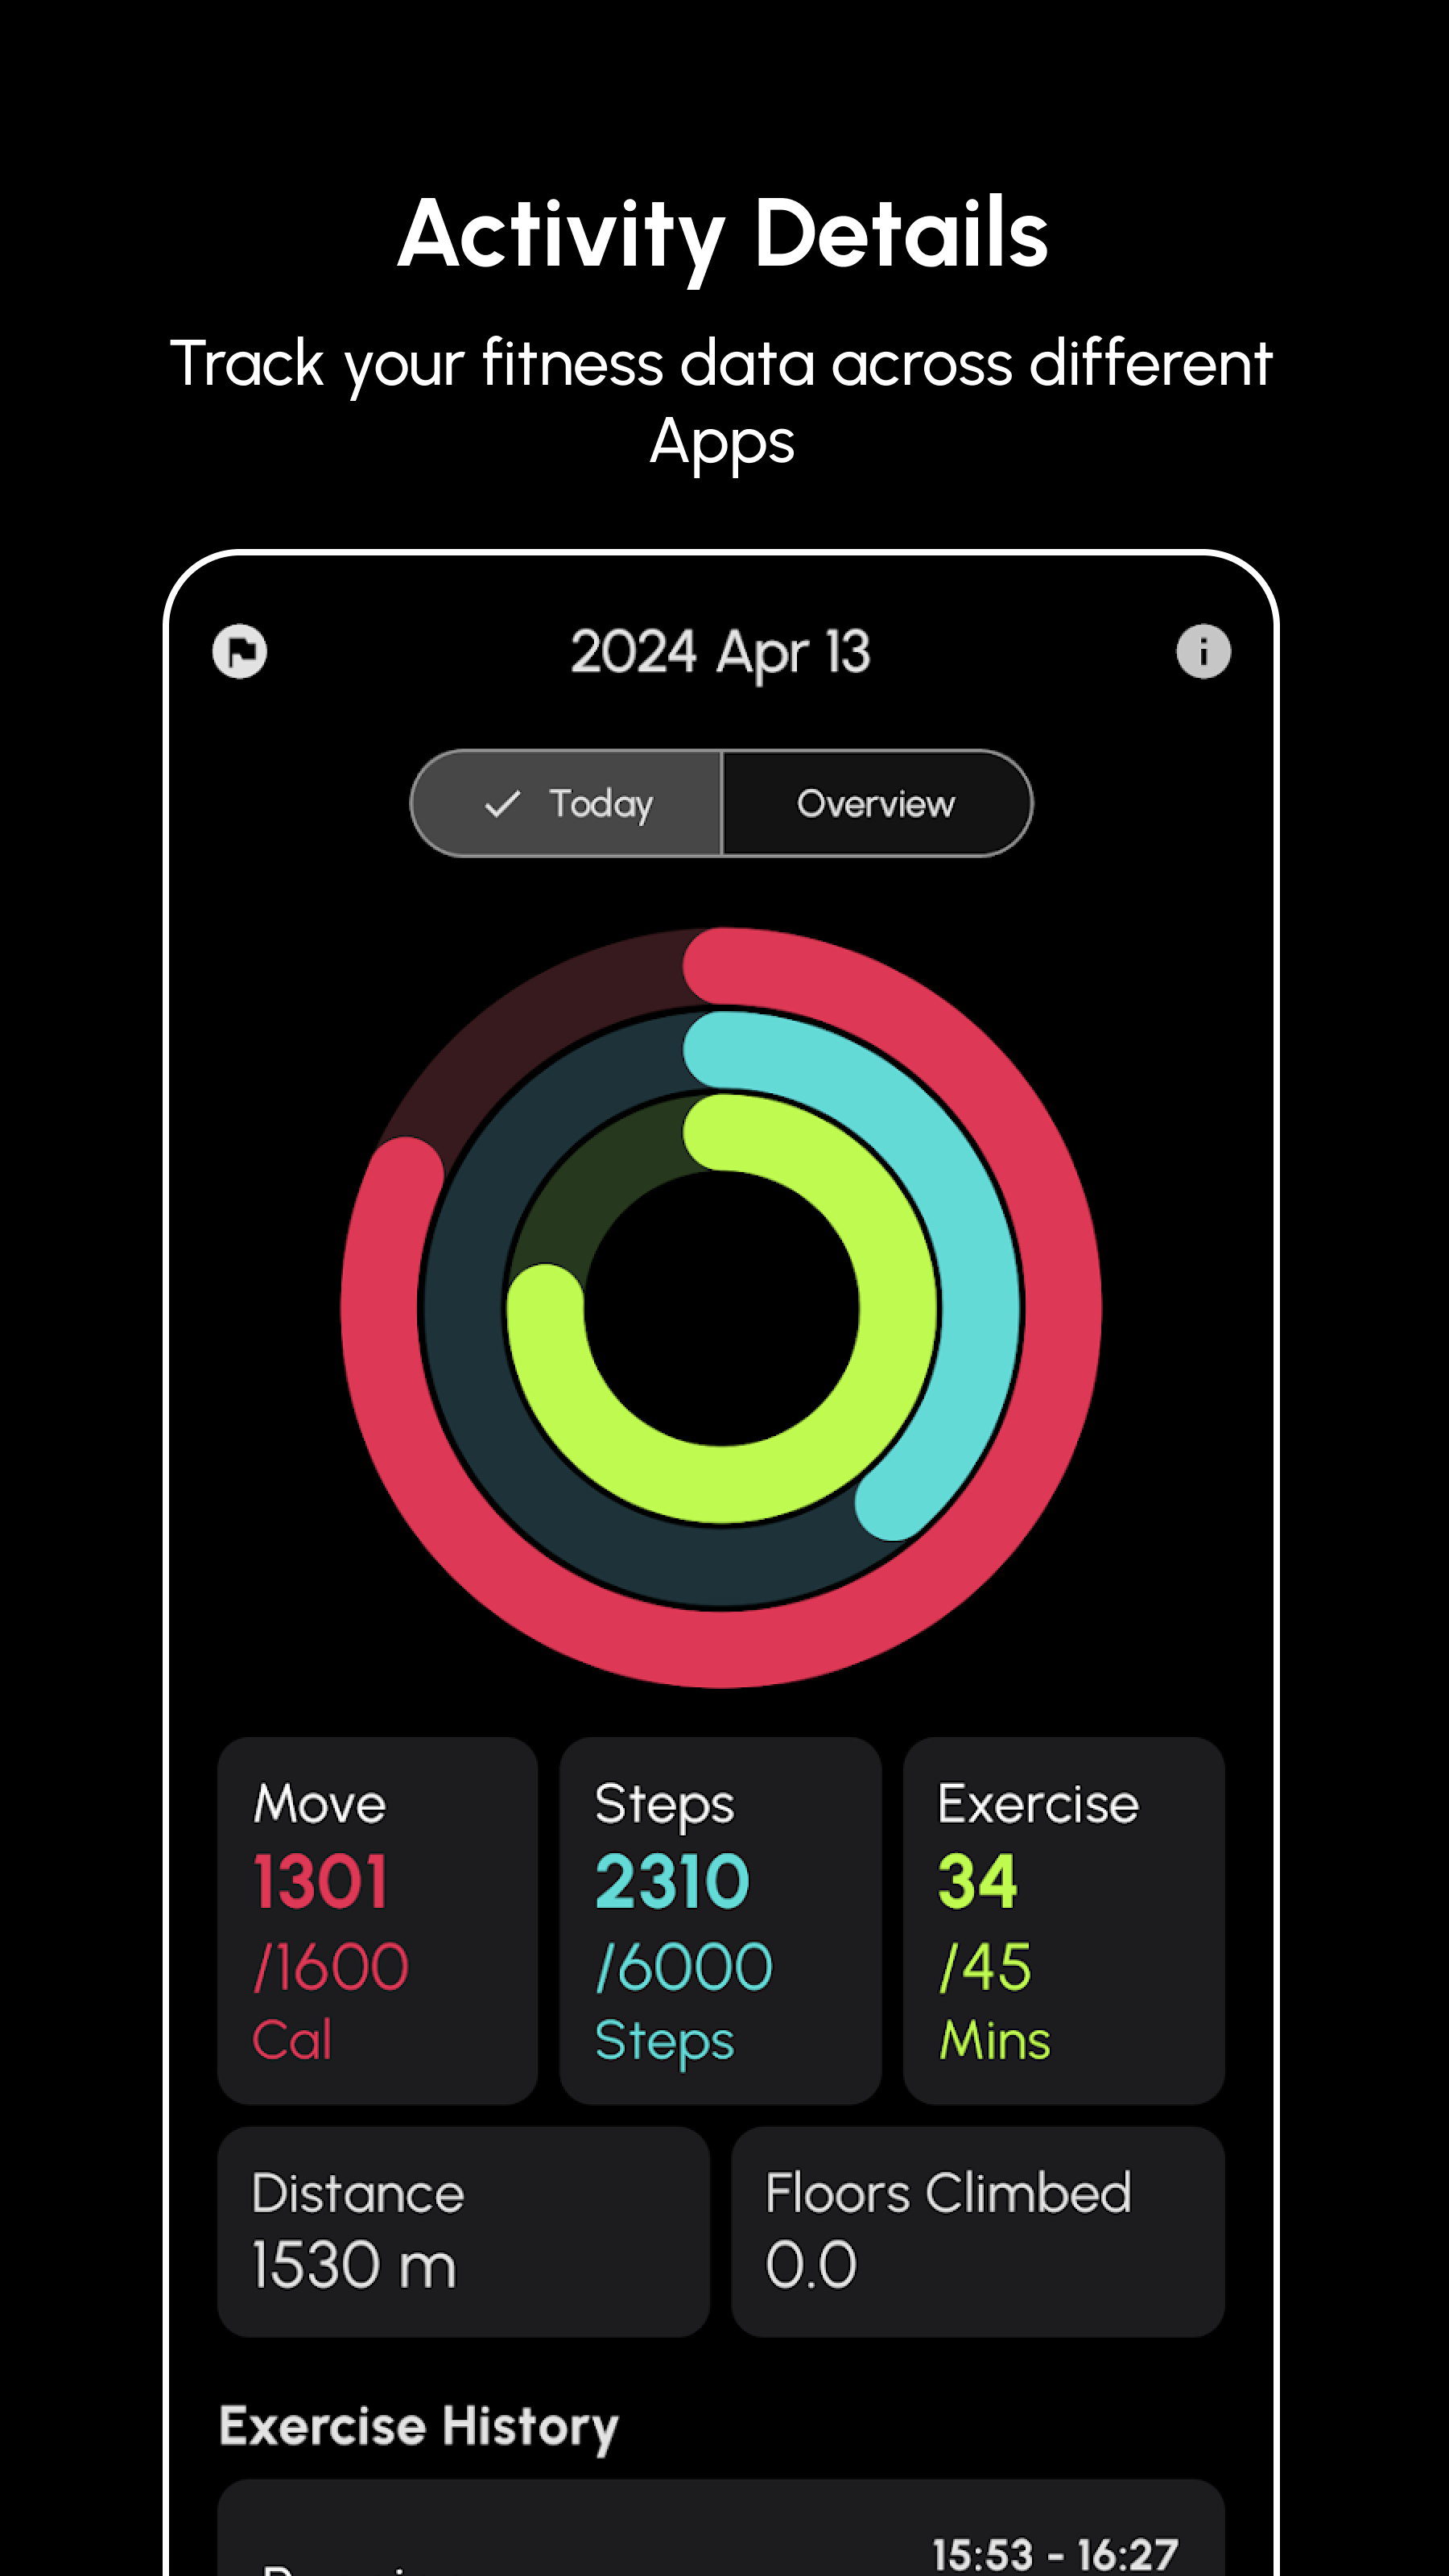 Activity Details
Track your fitness data across different
Apps
2024 Apr 13
Today
Overview
Move
1301
/1600
Cal
Steps
2310
/6000
Steps
Exercise
34
/45
Mins
Distance
1530 m
Floors Climbed
0.0
Exercise History
15:53 - 16:27